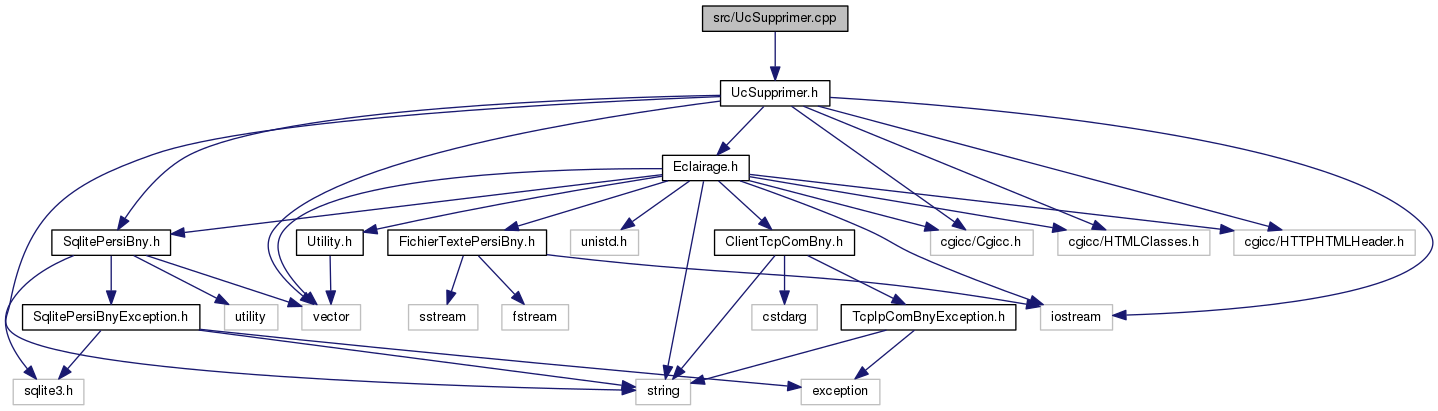 src/UcSupprimer.cpp
UcSupprimer.h
Eclairage.h
SqlitePersiBny.h
Utility.h
FichierTextePersiBny.h
unistd.h
ClientTcpComBny.h
cgicc/Cgicc.h
cgicc/HTMLClasses.h
cgicc/HTTPHTMLHeader.h
SqlitePersiBnyException.h
utility
vector
sstream
fstream
cstdarg
TcpIpComBnyException.h
iostream
sqlite3.h
string
exception